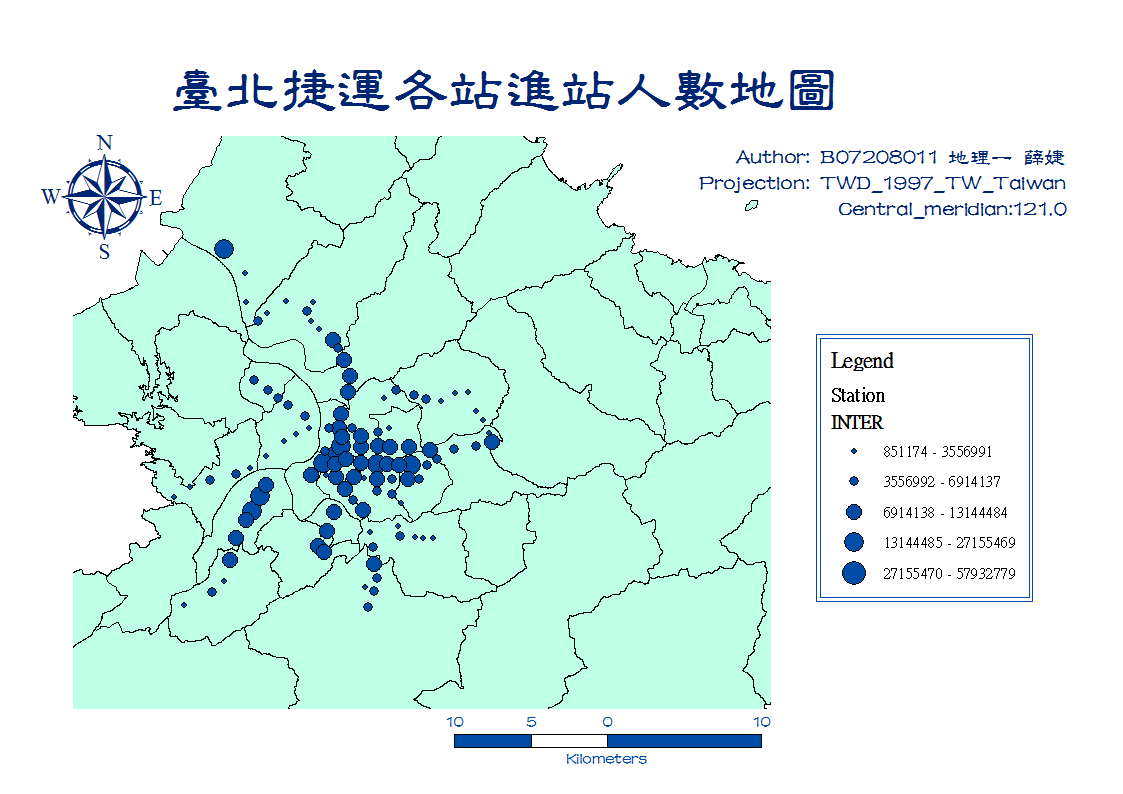 臺北捷運各站進站人數地圖
N
W E
S
Author: B07208011 地理一 薛婕
Projection: TWD_1997_TW_Taiwan
Central_meridian:121.0
Legend
Station
INTER
851174 - 3556991
3556992 - 6914137
6914138 - 13144484
13144485 - 27155469
27155470 - 57932779
10 5 0 10
Kilometers